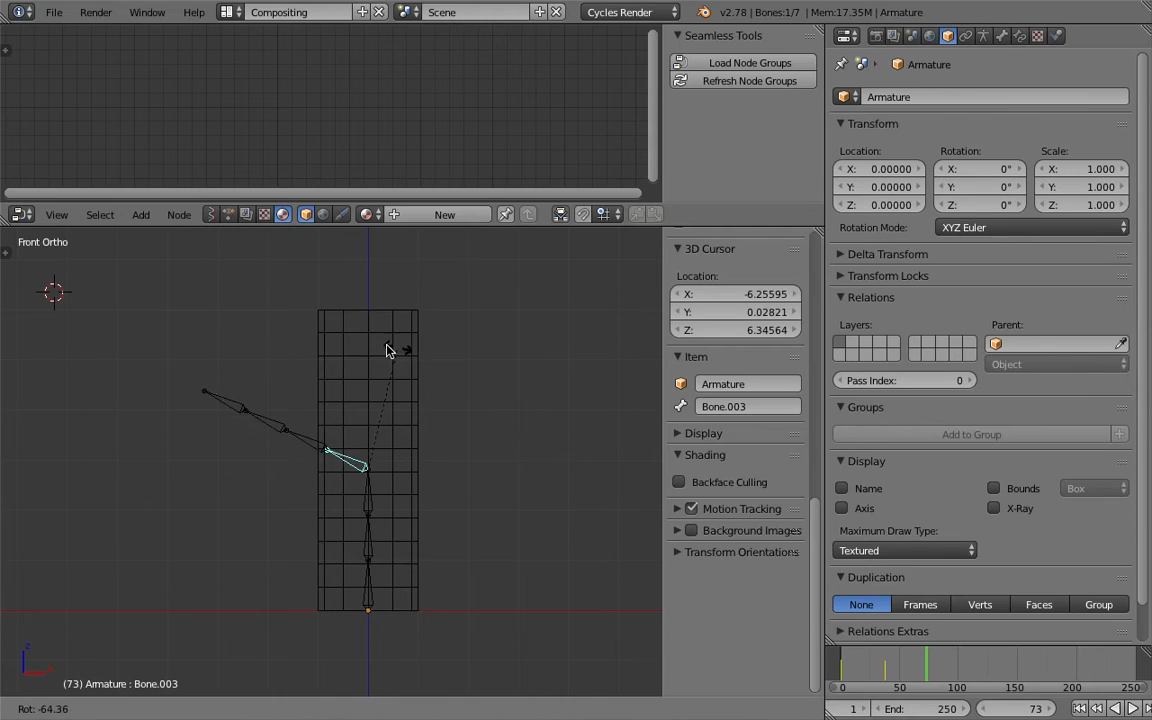 File Render Window Help Compositing Scene Cycles Render v2.78 | Bones:1/7 | Mem:17.35M | Armature
Seamless Tools
Load Node Groups
Refresh Node Groups
Armature
Armature
Transform
Location: Rotation: Scale:
X: 0.00000 X: 0° X: 1.000
Y: 0.00000 Y: 0° Y: 1.000
Z: 0.00000 Z: 0° Z: 1.000
Rotation Mode: XYZ Euler
View Select Add Node New
Front Ortho
3D Cursor
Location:
X: -6.25595
Y: 0.02821
Z: 6.34564
Item
Armature
Bone.003
Display
Shading
Backface Culling
Motion Tracking
Background Images
Transform Orientations
Delta Transform
Transform Locks
Relations
Layers: Parent:
Object
Pass Index: 0
Groups
Add to Group
Display
Name Bounds Box
Axis X-Ray
Maximum Draw Type:
Textured
Duplication
None Frames Verts Faces Group
Relations Extras
(73) Armature : Bone.003
0 50 100 150 200 250
Rot: -64.36
1 End: 250 73